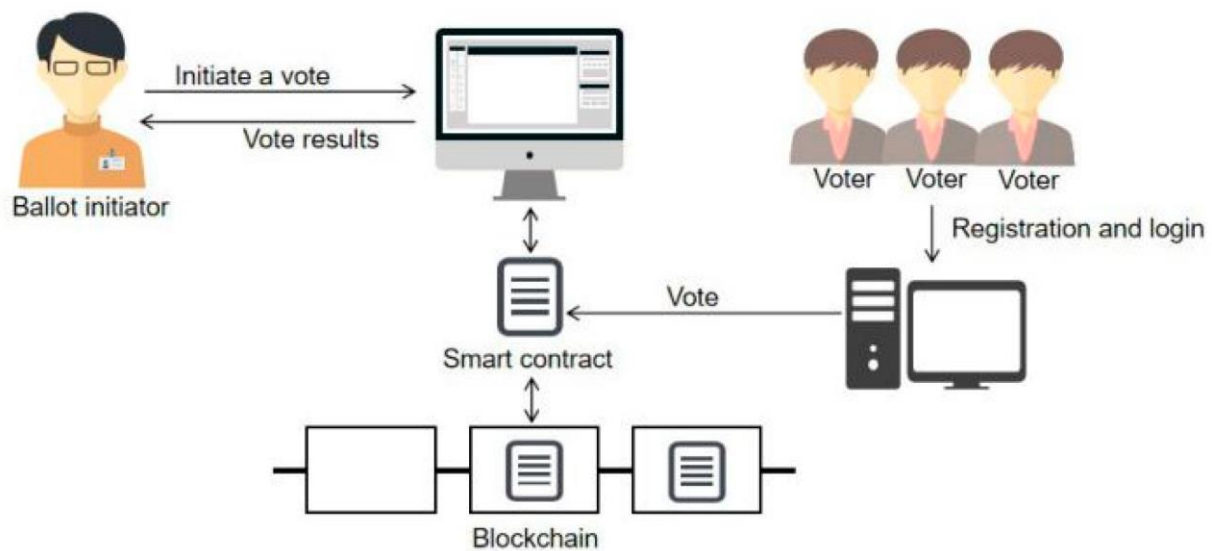 Initiate a vote
Vote results
Ballot initiator
Voter Voter Voter
Registration and login
Vote
Smart contract
Blockchain